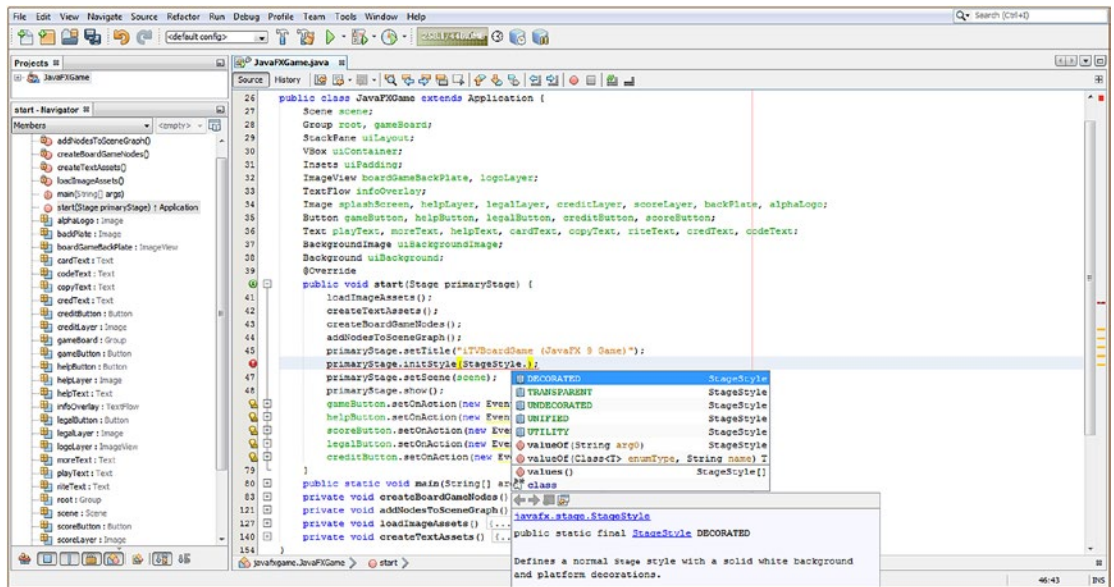 File Edit View Navigate Source Refactor Run Debug Profile Team Tools Window Help
Search (Ctrl+I)
<default config>
Projects
JavaFXGame
start - Navigator
Members
<empty>
addNodesToSceneGraph()
createBoardGameNodes()
createTextAssets()
loadImageAssets()
main(String[] args)
start(Stage primaryStage) ↑ Application
alphaLogo : Image
backPlate : Image
boardGameBackPlate : ImageView
cardText : Text
codeText : Text
copyText : Text
credText : Text
creditButton : Button
creditLayer : Image
gameBoard : Group
gameButton : Button
helpButton : Button
helpLayer : Image
helpText : Text
infoOverlay : TextFlow
legalButton : Button
legalLayer : Image
logoLayer : ImageView
moreText : Text
playText : Text
riteText : Text
root : Group
scene : Scene
scoreButton : Button
scoreLayer : Image
JavaFXGame.java
Source History
26 public class JavaFXGame extends Application {
27 Scene scene;
28 Group root, gameBoard;
29 StackPane uiLayout;
30 VBox uiContainer;
31 Insets uiPadding;
32 ImageView boardGameBackPlate, logoLayer;
33 TextFlow infoOverlay;
34 Image splashScreen, helpLayer, legalLayer, creditLayer, scoreLayer, backPlate, alphaLogo;
35 Button gameButton, helpButton, legalButton, creditButton, scoreButton;
36 Text playText, moreText, helpText, cardText, copyText, riteText, credText, codeText;
37 BackgroundImage uiBackgroundImage;
38 Background uiBackground;
39 @Override
public void start(Stage primaryStage) {
41 loadImageAssets();
42 createTextAssets();
43 createBoardGameNodes();
44 addNodesToSceneGraph();
45 primaryStage.setTitle("iTVBoardGame (JavaFX 9 Game)");
primaryStage.initStyle(StageStyle.);
47 primaryStage.setScene(scene);
48 primaryStage.show();
gameButton.setOnAction(new Even
helpButton.setOnAction(new Even
scoreButton.setOnAction(new Eve
legalButton.setOnAction(new Eve
creditButton.setOnAction(new Ev
79 }
80 public static void main(String[] ar
83 private void createBoardGameNodes()
121 private void addNodesToSceneGraph()
127 private void loadImageAssets() {...
140 private void createTextAssets() {..
154 }
DECORATED StageStyle
TRANSPARENT StageStyle
UNDECORATED StageStyle
UNIFIED StageStyle
UTILITY StageStyle
valueOf(String arg0) StageStyle
valueOf(Class<T> enumType, String name) T
values() StageStyle[]
class
javafx.stage.StageStyle
public static final StageStyle DECORATED
Defines a normal Stage style with a solid white background
and platform decorations.
javafxgame.JavaFXGame
start
46:43
INS